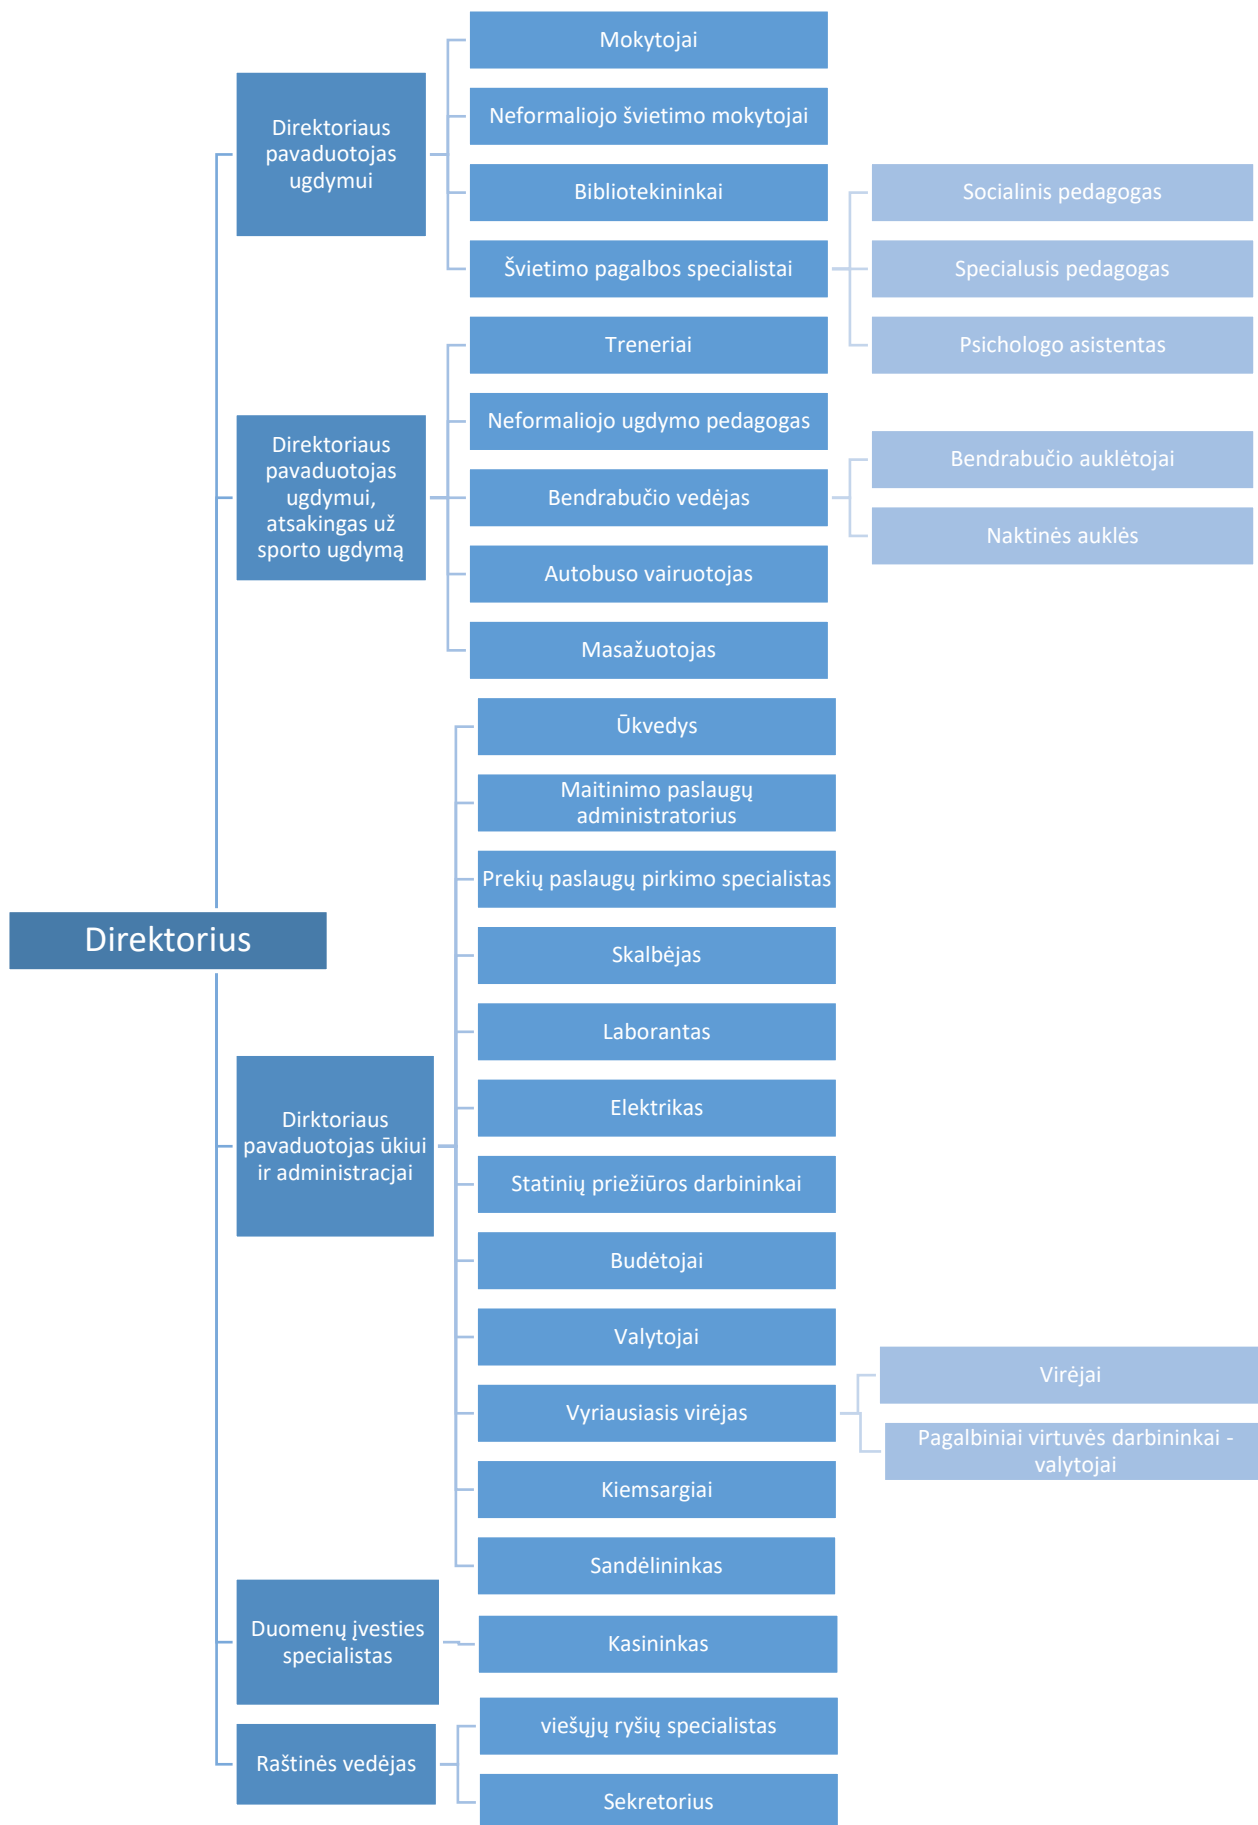 Direktorius
Direktoriaus
pavaduotojas
ugdymui
Mokytojai
Neformaliojo švietimo mokytojai
Bibliotekininkai
Švietimo pagalbos specialistai
Socialinis pedagogas
Specialusis pedagogas
Psichologo asistentas
Direktoriaus
pavaduotojas
ugdymui,
atsakingas už
sporto ugdymą
Treneriai
Neformaliojo ugdymo pedagogas
Bendrabučio vedėjas
Bendrabučio auklėtojai
Naktinės auklės
Autobuso vairuotojas
Masažuotojas
Dirktoriaus
pavaduotojas ūkiui
ir administracjai
Ūkvedys
Maitinimo paslaugų
administratorius
Prekių paslaugų pirkimo specialistas
Skalbėjas
Laborantas
Elektrikas
Statinių priežiūros darbininkai
Budėtojai
Valytojai
Vyriausiasis virėjas
Virėjai
Pagalbiniai virtuvės darbininkai -
valytojai
Kiemsargiai
Sandėlininkas
Duomenų įvesties
specialistas
Kasininkas
Raštinės vedėjas
viešųjų ryšių specialistas
Sekretorius